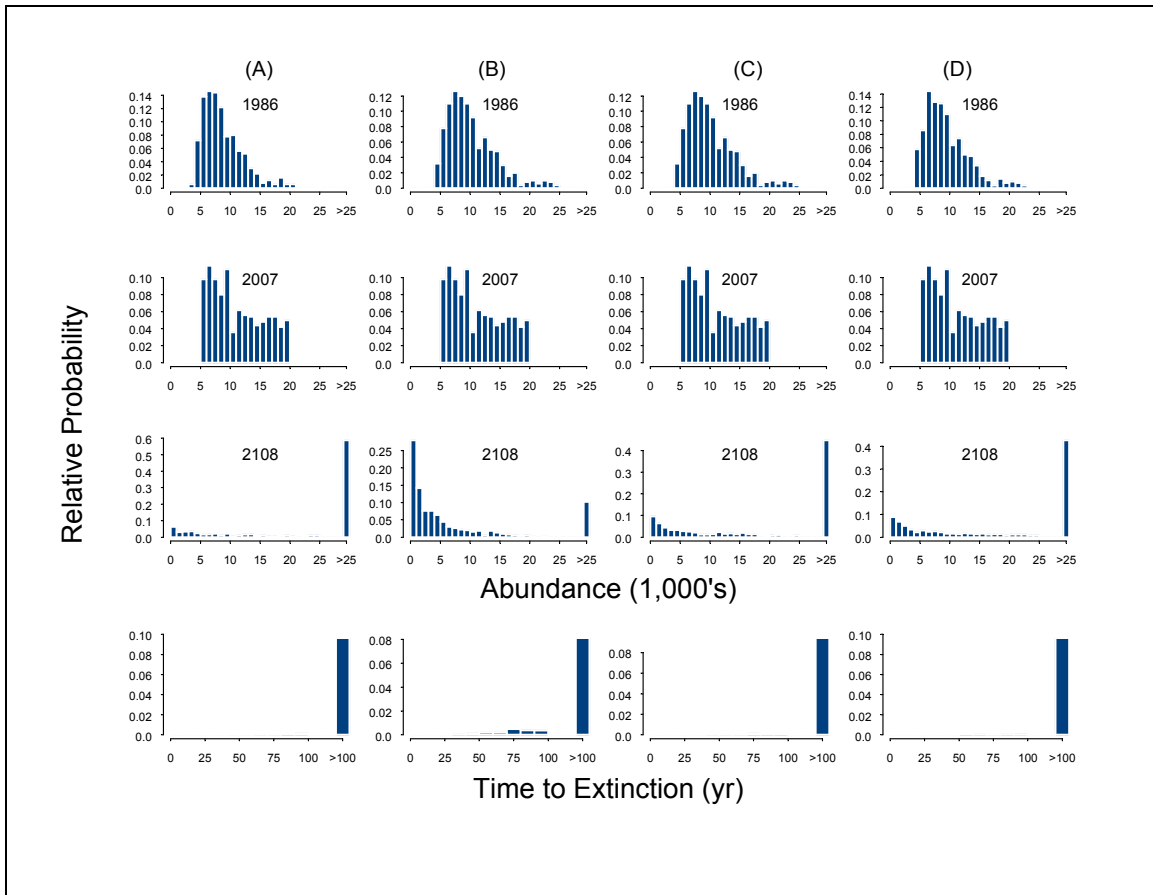 (A) (B) (C) (D)
1986 1986 1986 1986
0.14 0.12 0.10 0.08 0.06 0.04 0.02 0.0
0.12 0.10 0.08 0.06 0.04 0.02 0.0
0.12 0.10 0.08 0.06 0.04 0.02 0.0
0.14 0.12 0.10 0.08 0.06 0.04 0.02 0.0
0 5 10 15 20 25 >25
0 5 10 15 20 25 >25
0 5 10 15 20 25 >25
0 5 10 15 20 25 >25
Relative Probability
2007 2007 2007 2007
0.10 0.08 0.06 0.04 0.02 0.0
0.10 0.08 0.06 0.04 0.02 0.0
0.10 0.08 0.06 0.04 0.02 0.0
0.10 0.08 0.06 0.04 0.02 0.0
0 5 10 15 20 25 >25
0 5 10 15 20 25 >25
0 5 10 15 20 25 >25
0 5 10 15 20 25 >25
2108 2108 2108 2108
0.6 0.5 0.4 0.3 0.2 0.1 0.0
0.25 0.20 0.15 0.10 0.05 0.0
0.4 0.3 0.2 0.1 0.0
0.4 0.3 0.2 0.1 0.0
0 5 10 15 20 25 >25
0 5 10 15 20 25 >25
0 5 10 15 20 25 >25
0 5 10 15 20 25 >25
Abundance (1,000's)
0.10 0.08 0.06 0.04 0.02 0.0
0.08 0.06 0.04 0.02 0.0
0.08 0.06 0.04 0.02 0.0
0.10 0.08 0.06 0.04 0.02 0.0
0 25 50 75 100 >100
0 25 50 75 100 >100
0 25 50 75 100 >100
0 25 50 75 100 >100
Time to Extinction (yr)